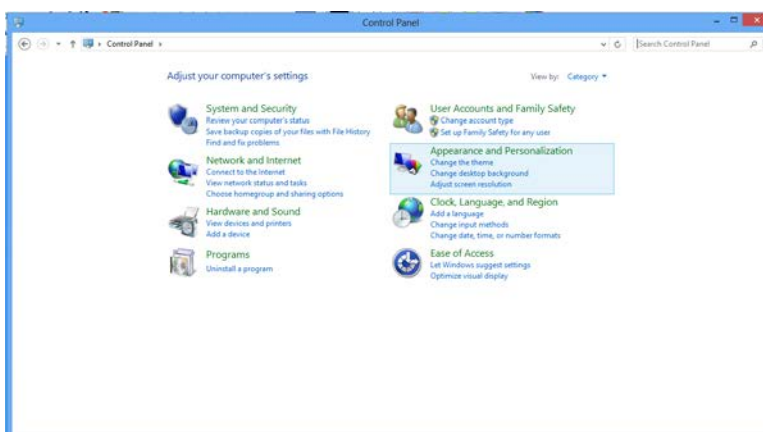 Control Panel
Control Panel
Search Control Panel
Adjust your computer's settings
View by: Category
System and Security
Review your computer's status
Save backup copies of your files with File History
Find and fix problems
Network and Internet
Connect to the Internet
View network status and tasks
Choose homegroup and sharing options
Hardware and Sound
View devices and printers
Add a device
Programs
Uninstall a program
User Accounts and Family Safety
Change account type
Set up Family Safety for any user
Appearance and Personalization
Change the theme
Change desktop background
Adjust screen resolution
Clock, Language, and Region
Add a language
Change input methods
Change date, time, or number formats
Ease of Access
Let Windows suggest settings
Optimize visual display